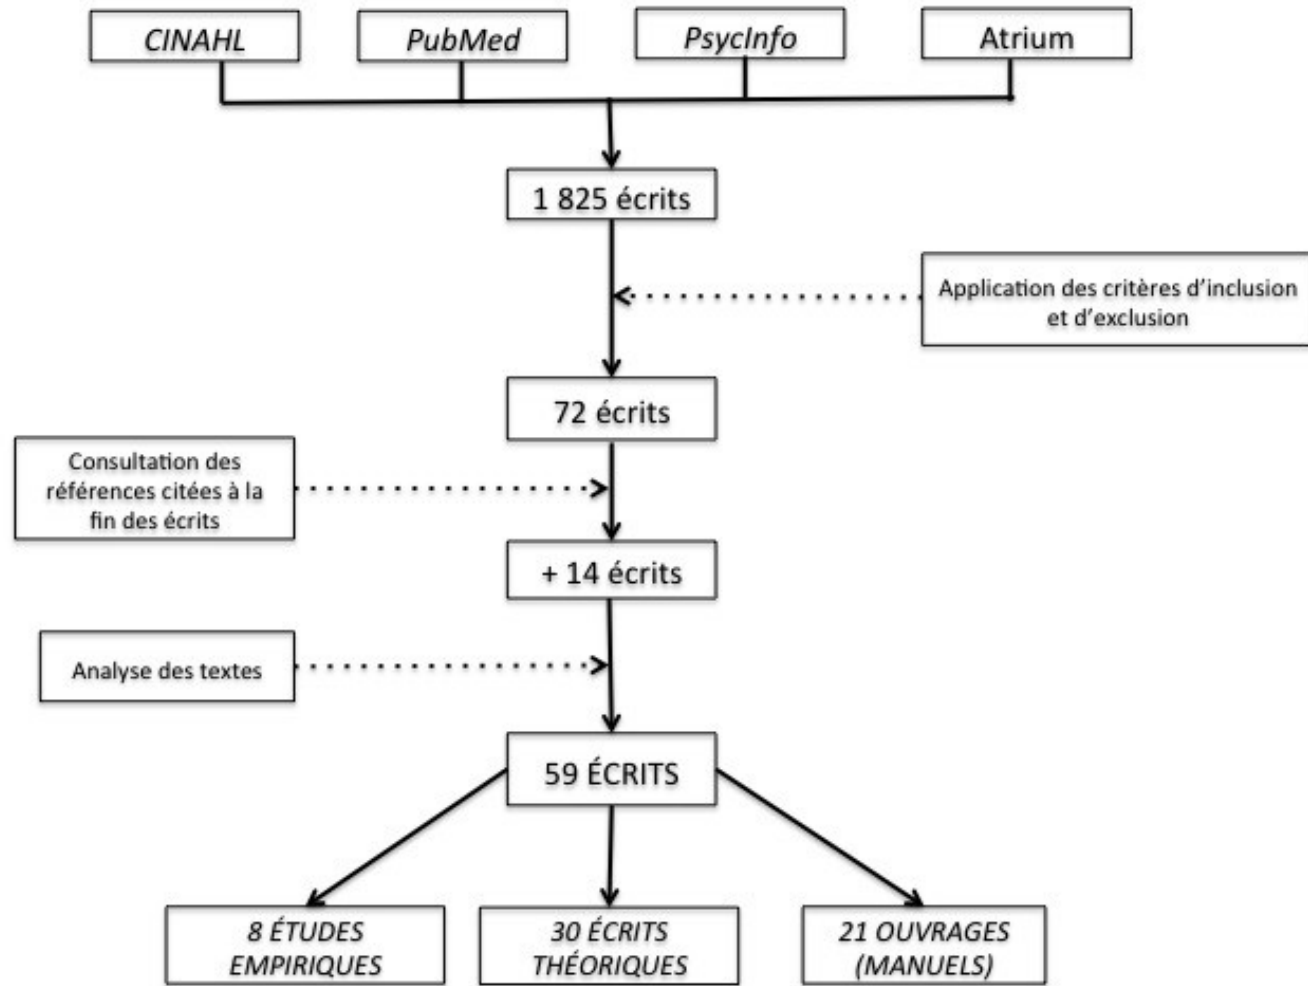 CINAHL
PubMed
PsycInfo
Atrium
1 825 écrits
Application des critères d’inclusion
et d’exclusion
72 écrits
Consultation des
références citées à la
fin des écrits
+ 14 écrits
Analyse des textes
59 ÉCRITS
8 ÉTUDES
EMPIRIQUES
30 ÉCRITS
THÉORIQUES
21 OUVRAGES
(MANUELS)